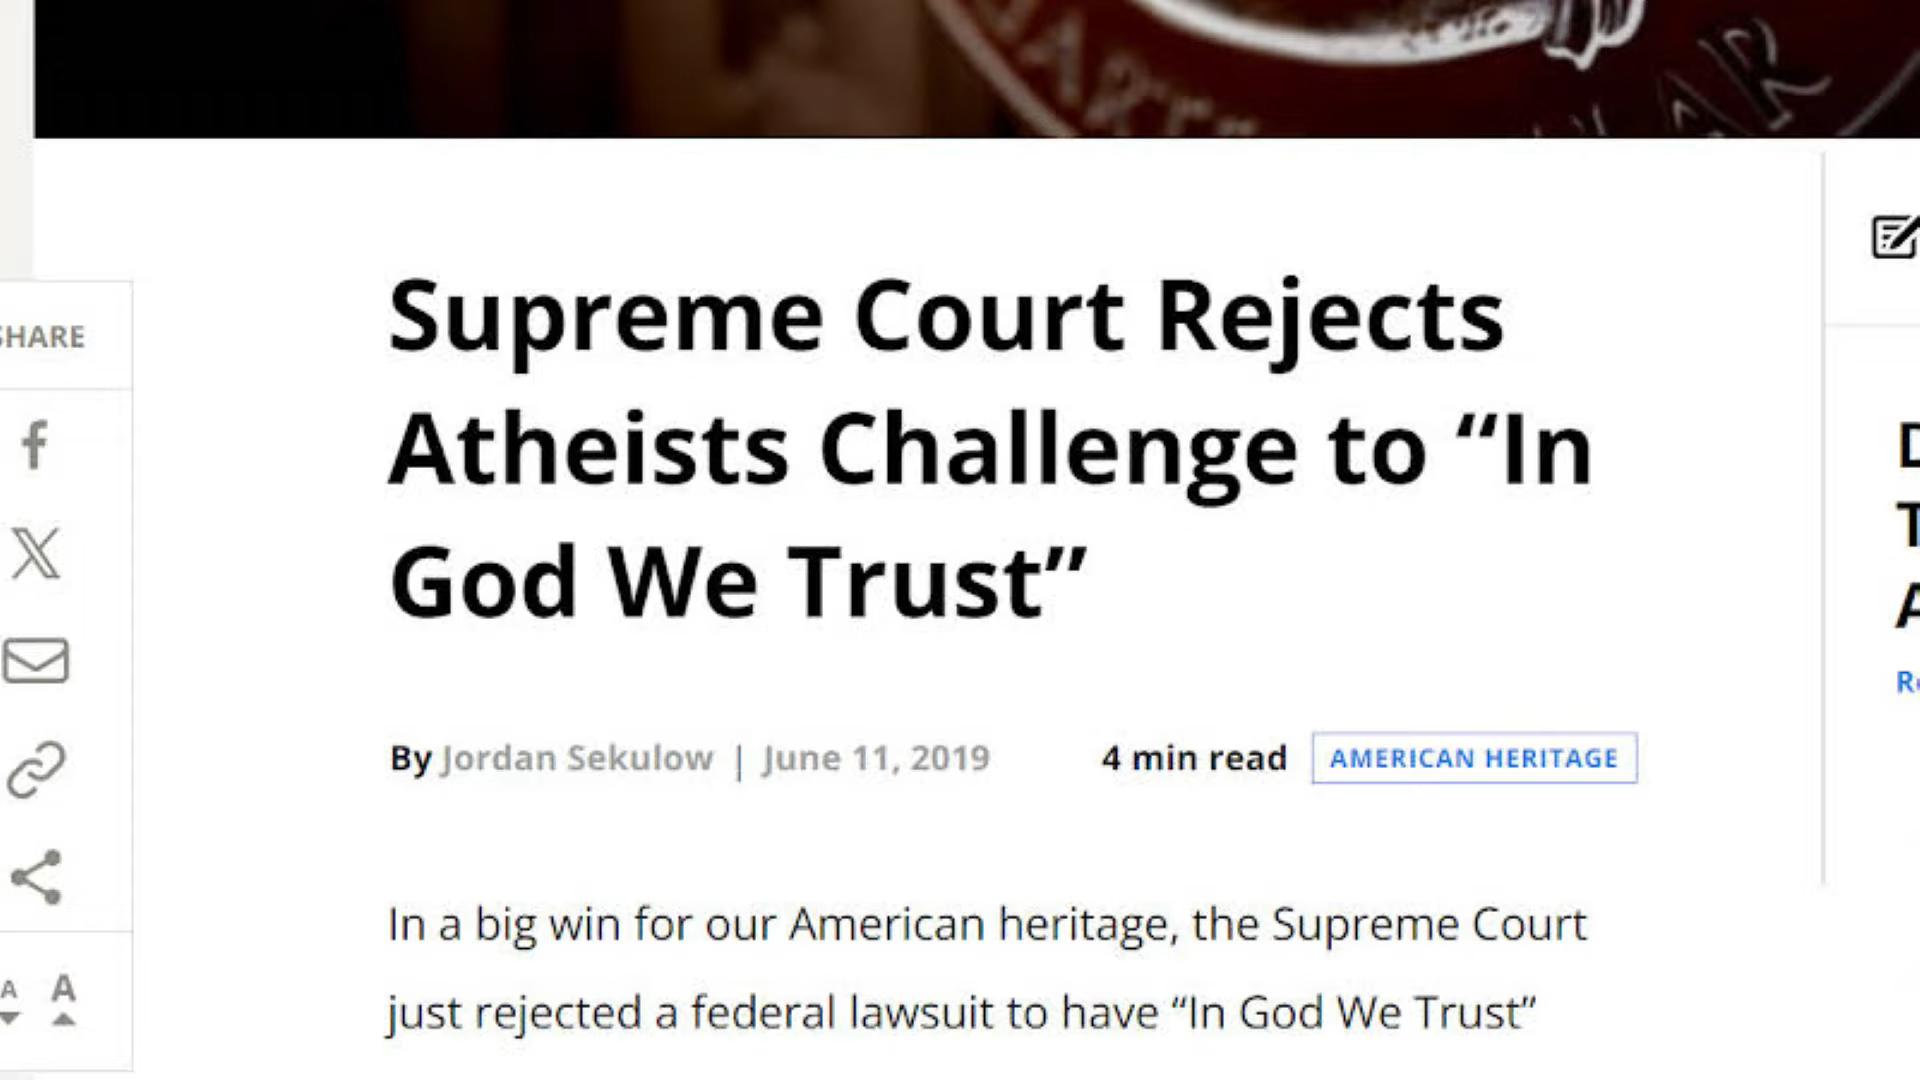 SHARE
Supreme Court Rejects
Atheists Challenge to “In
God We Trust”
By Jordan Sekulow | June 11, 2019 4 min read AMERICAN HERITAGE
In a big win for our American heritage, the Supreme Court
just rejected a federal lawsuit to have “In God We Trust”
A A